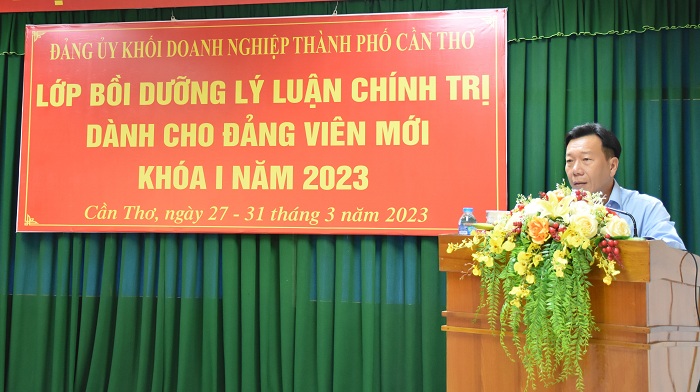 ĐẢNG ỦY KHỐI DOANH NGHIỆP THÀNH PHỐ CẦN THƠ
LỚP BỒI DƯỠNG LÝ LUẬN CHÍNH TRỊ
DÀNH CHO ĐẢNG VIÊN MỚI
KHÓA I NĂM 2023
Cần Thơ, ngày 27 - 31 tháng 3 năm 2023